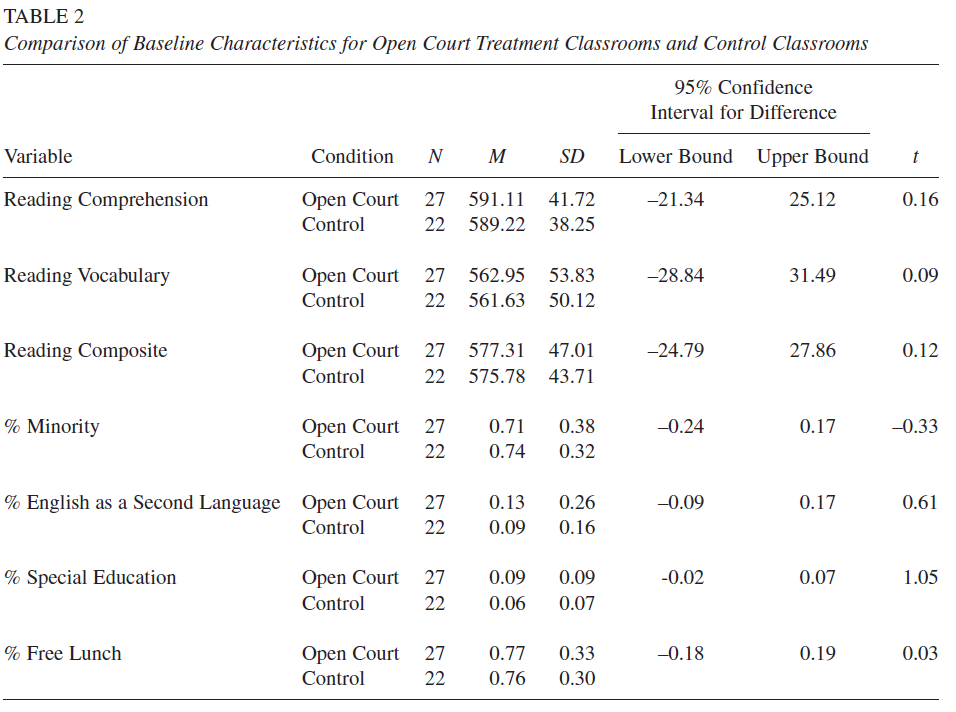 TABLE 2
Comparison of Baseline Characteristics for Open Court Treatment Classrooms and Control Classrooms
95% Confidence
Interval for Difference
Variable Condition N M SD Lower Bound Upper Bound t
Reading Comprehension Open Court 27 591.11 41.72 –21.34 25.12 0.16
Control 22 589.22 38.25
Reading Vocabulary Open Court 27 562.95 53.83 –28.84 31.49 0.09
Control 22 561.63 50.12
Reading Composite Open Court 27 577.31 47.01 –24.79 27.86 0.12
Control 22 575.78 43.71
% Minority Open Court 27 0.71 0.38 –0.24 0.17 –0.33
Control 22 0.74 0.32
% English as a Second Language Open Court 27 0.13 0.26 –0.09 0.17 0.61
Control 22 0.09 0.16
% Special Education Open Court 27 0.09 0.09 -0.02 0.07 1.05
Control 22 0.06 0.07
% Free Lunch Open Court 27 0.77 0.33 –0.18 0.19 0.03
Control 22 0.76 0.30